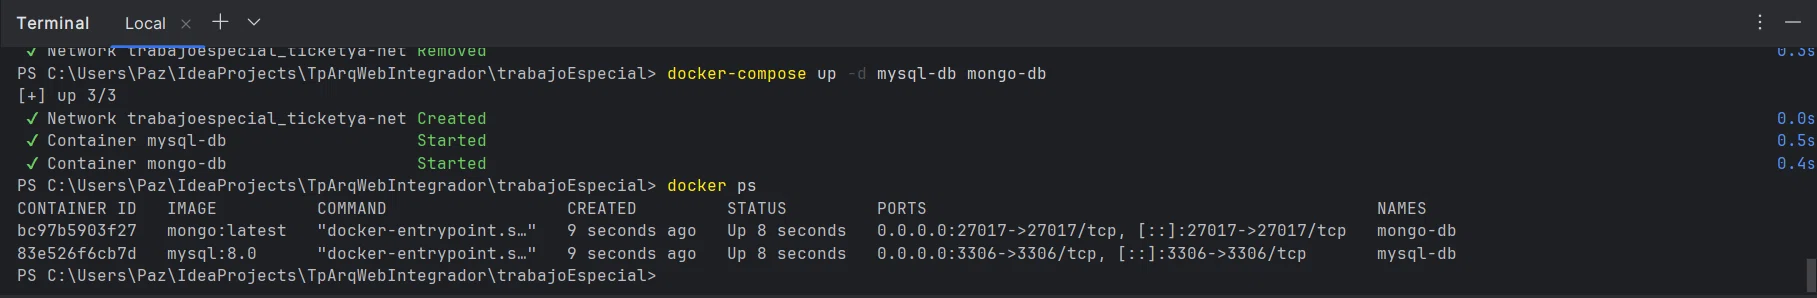 Terminal Local
✓ Network trabajoespecial_ticketya-net Removed 0.3s
PS C:\Users\Paz\IdeaProjects\TpArqWebIntegrador\trabajoEspecial> docker-compose up -d mysql-db mongo-db
[+] up 3/3
✓ Network trabajoespecial_ticketya-net Created 0.0s
✓ Container mysql-db Started 0.5s
✓ Container mongo-db Started 0.4s
PS C:\Users\Paz\IdeaProjects\TpArqWebIntegrador\trabajoEspecial> docker ps
CONTAINER ID IMAGE COMMAND CREATED STATUS PORTS NAMES
bc97b5903f27 mongo:latest "docker-entrypoint.s…" 9 seconds ago Up 8 seconds 0.0.0.0:27017->27017/tcp, [::]:27017->27017/tcp mongo-db
83e526f6cb7d mysql:8.0 "docker-entrypoint.s…" 9 seconds ago Up 8 seconds 0.0.0.0:3306->3306/tcp, [::]:3306->3306/tcp mysql-db
PS C:\Users\Paz\IdeaProjects\TpArqWebIntegrador\trabajoEspecial>